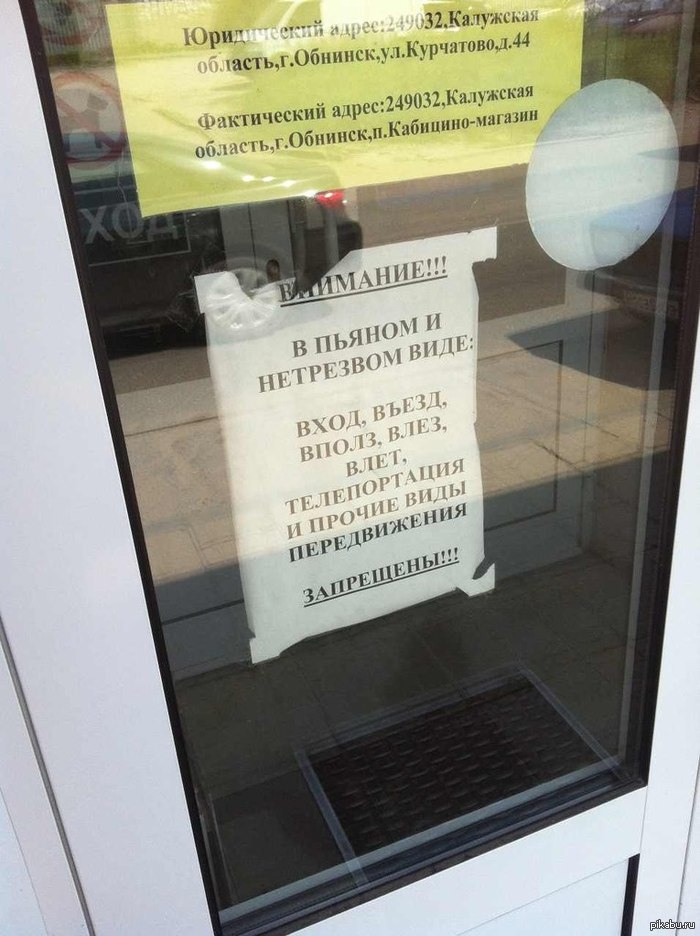 Юридический адрес:249032,Калужская
область,г.Обнинск,ул.Курчатово,д.44
Фактический адрес:249032,Калужская
область,г.Обнинск,п.Кабицино-магазин
ХОД
ВНИМАНИЕ!!!
В ПЬЯНОМ И
НЕТРЕЗВОМ ВИДЕ:
ВХОД, ВЪЕЗД,
ВПОЛЗ, ВЛЕЗ,
ВЛЕТ,
ТЕЛЕПОРТАЦИЯ
И ПРОЧИЕ ВИДЫ
ПЕРЕДВИЖЕНИЯ
ЗАПРЕЩЕНЫ!!!
pikabu.ru